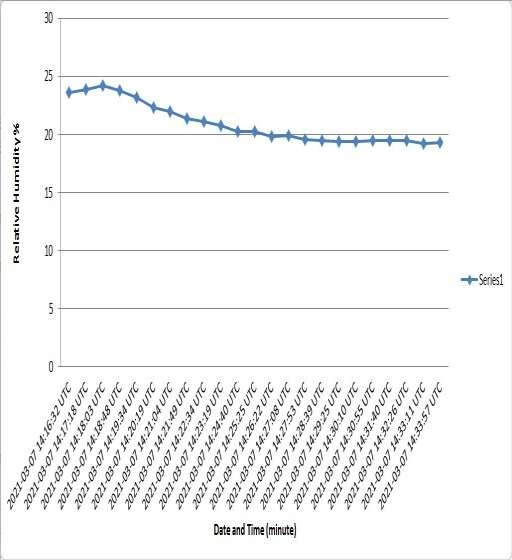 30
25
20
15
10
5
0
Relative Humidity %
Series1
2021-03-07 14:16:32 UTC
2021-03-07 14:17:18 UTC
2021-03-07 14:18:03 UTC
2021-03-07 14:18:48 UTC
2021-03-07 14:19:34 UTC
2021-03-07 14:20:19 UTC
2021-03-07 14:21:04 UTC
2021-03-07 14:21:49 UTC
2021-03-07 14:22:34 UTC
2021-03-07 14:23:19 UTC
2021-03-07 14:24:40 UTC
2021-03-07 14:25:25 UTC
2021-03-07 14:26:22 UTC
2021-03-07 14:27:08 UTC
2021-03-07 14:27:53 UTC
2021-03-07 14:28:39 UTC
2021-03-07 14:29:25 UTC
2021-03-07 14:30:10 UTC
2021-03-07 14:30:55 UTC
2021-03-07 14:31:40 UTC
2021-03-07 14:32:26 UTC
2021-03-07 14:33:11 UTC
2021-03-07 14:33:57 UTC
Date and Time (minute)